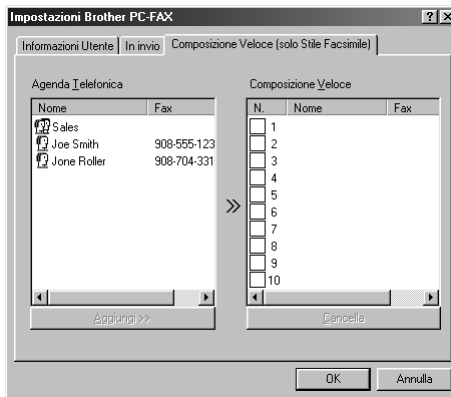 Impostazioni Brother PC-FAX ? ×
Informazioni Utente In invio Composizione Veloce (solo Stile Facsimile)
Agenda Telefonica Composizione Veloce
Nome Fax N. Nome Fax
Sales
Joe Smith 908-555-123
Jone Roller 908-704-331
1
2
3
4
5
6
7
8
9
10
>>
Aggiungi >> Cancella
OK Annulla